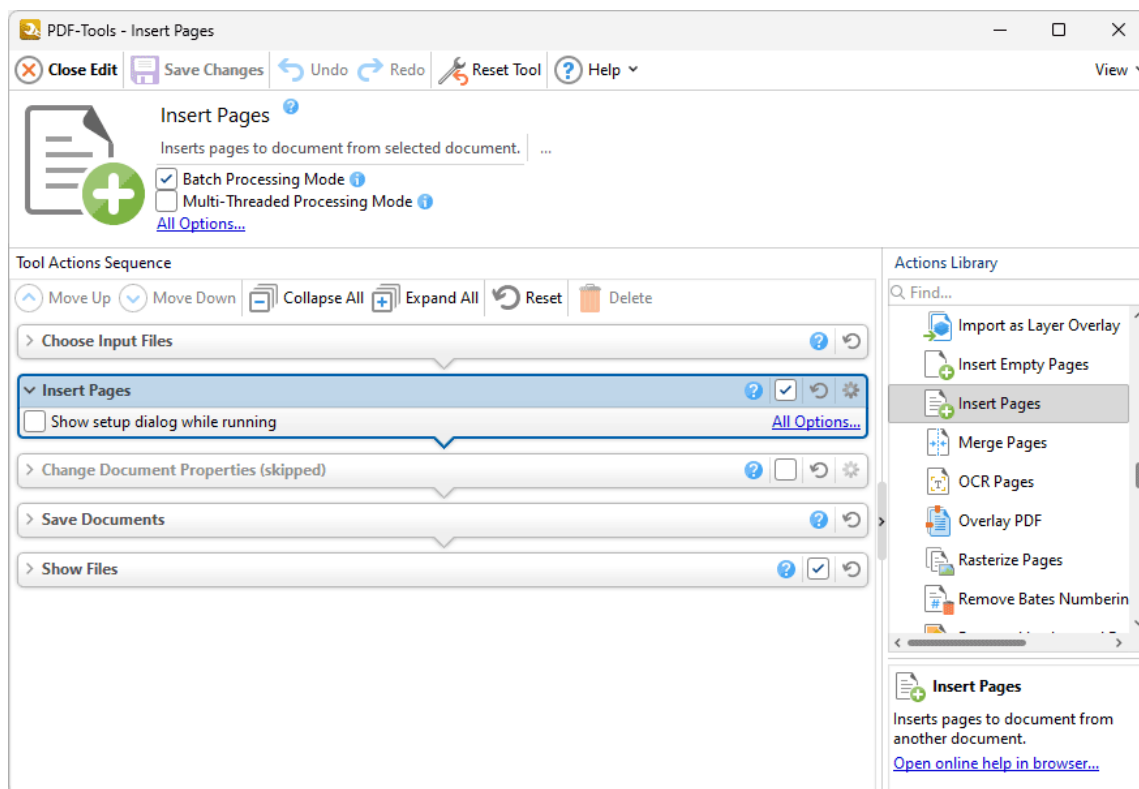 PDF-Tools - Insert Pages
Close Edit Save Changes Undo Redo Reset Tool Help View
Insert Pages
Inserts pages to document from selected document. ...
Batch Processing Mode
Multi-Threaded Processing Mode
All Options...
Tool Actions Sequence
Move Up Move Down Collapse All Expand All Reset Delete
Choose Input Files
Insert Pages
Show setup dialog while running All Options...
Change Document Properties (skipped)
Save Documents
Show Files
Actions Library
Find...
Import as Layer Overlay
Insert Empty Pages
Insert Pages
Merge Pages
OCR Pages
Overlay PDF
Rasterize Pages
Remove Bates Numberin
Insert Pages
Inserts pages to document from
another document.
Open online help in browser...